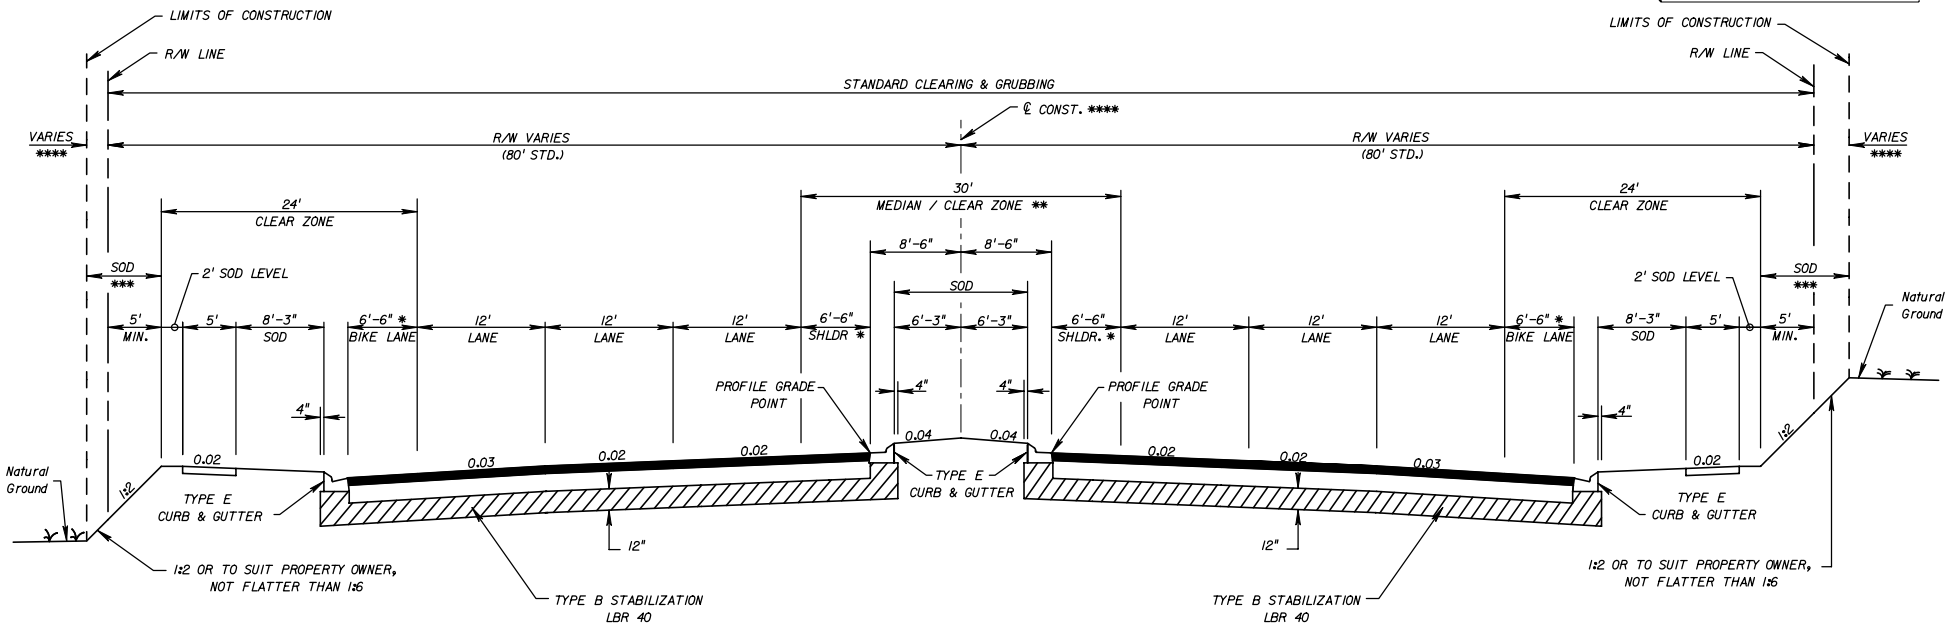 LIMITS OF CONSTRUCTION
LIMITS OF CONSTRUCTION
R/W LINE
R/W LINE
STANDARD CLEARING & GRUBBING
℄ CONST. ****
VARIES
****
R/W VARIES
(80' STD.)
R/W VARIES
(80' STD.)
VARIES
****
24'
CLEAR ZONE
30'
MEDIAN / CLEAR ZONE **
24'
CLEAR ZONE
8'-6" 8'-6"
SOD
***
2' SOD LEVEL
SOD
2' SOD LEVEL
SOD
***
Natural
Ground
5'
MIN.
5'
8'-3"
SOD
6'-6" *
BIKE LANE
12'
LANE
12'
LANE
12'
LANE
6'-6"
SHLDR *
6'-3" 6'-3"
6'-6"
SHLDR. *
12'
LANE
12'
LANE
12'
LANE
6'-6" *
BIKE LANE
8'-3"
SOD
5'
5'
MIN.
PROFILE GRADE
POINT
4" 4"
PROFILE GRADE
POINT
4"
4"
0.02
0.03
0.02
0.02
0.04 0.04
0.02
0.02
0.03
0.02
1:2
1:2
Natural
Ground
TYPE E
CURB & GUTTER
TYPE E
CURB & GUTTER
TYPE E
CURB & GUTTER
12"
12"
1:2 OR TO SUIT PROPERTY OWNER,
NOT FLATTER THAN 1:6
1:2 OR TO SUIT PROPERTY OWNER,
NOT FLATTER THAN 1:6
TYPE B STABILIZATION
LBR 40
TYPE B STABILIZATION
LBR 40